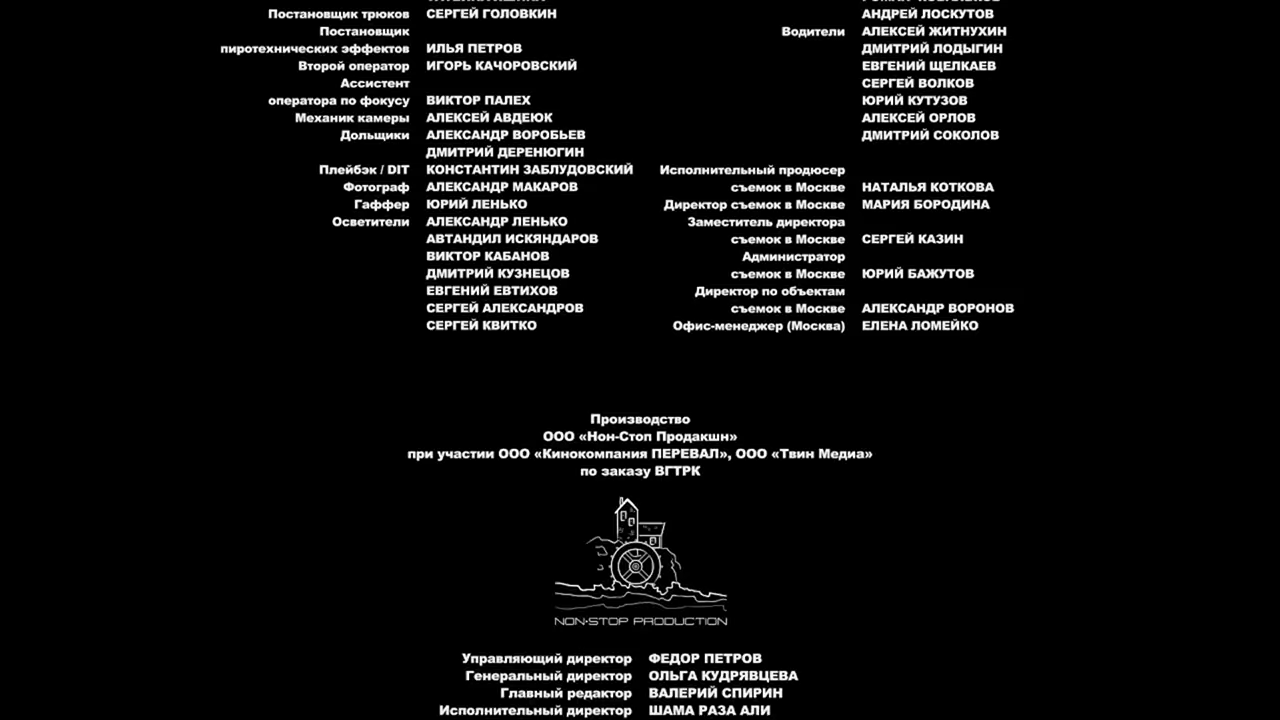 Постановщик трюков СЕРГЕЙ ГОЛОВКИН
Постановщик
пиротехнических эффектов ИЛЬЯ ПЕТРОВ
Второй оператор ИГОРЬ КАЧОРОВСКИЙ
Ассистент
оператора по фокусу ВИКТОР ПАЛЕХ
Механик камеры АЛЕКСЕЙ АВДЕЮК
Дольщики АЛЕКСАНДР ВОРОБЬЕВ
ДМИТРИЙ ДЕРЕНЮГИН
Плейбэк / DIT КОНСТАНТИН ЗАБЛУДОВСКИЙ
Фотограф АЛЕКСАНДР МАКАРОВ
Гаффер ЮРИЙ ЛЕНЬКО
Осветители АЛЕКСАНДР ЛЕНЬКО
АВТАНДИЛ ИСКЯНДАРОВ
ВИКТОР КАБАНОВ
ДМИТРИЙ КУЗНЕЦОВ
ЕВГЕНИЙ ЕВТИХОВ
СЕРГЕЙ АЛЕКСАНДРОВ
СЕРГЕЙ КВИТКО
АНДРЕЙ ЛОСКУТОВ
Водители АЛЕКСЕЙ ЖИТНУХИН
ДМИТРИЙ ЛОДЫГИН
ЕВГЕНИЙ ЩЕЛКАЕВ
СЕРГЕЙ ВОЛКОВ
ЮРИЙ КУТУЗОВ
АЛЕКСЕЙ ОРЛОВ
ДМИТРИЙ СОКОЛОВ
Исполнительный продюсер
съемок в Москве НАТАЛЬЯ КОТКОВА
Директор съемок в Москве МАРИЯ БОРОДИНА
Заместитель директора
съемок в Москве СЕРГЕЙ КАЗИН
Администратор
съемок в Москве ЮРИЙ БАЖУТОВ
Директор по объектам
съемок в Москве АЛЕКСАНДР ВОРОНОВ
Офис-менеджер (Москва) ЕЛЕНА ЛОМЕЙКО
Производство
ООО «Нон-Стоп Продакшн»
при участии ООО «Кинокомпания ПЕРЕВАЛ», ООО «Твин Медиа»
по заказу ВГТРК
NON•STOP PRODUCTION
Управляющий директор ФЕДОР ПЕТРОВ
Генеральный директор ОЛЬГА КУДРЯВЦЕВА
Главный редактор ВАЛЕРИЙ СПИРИН
Исполнительный директор ШАМА РАЗА АЛИ